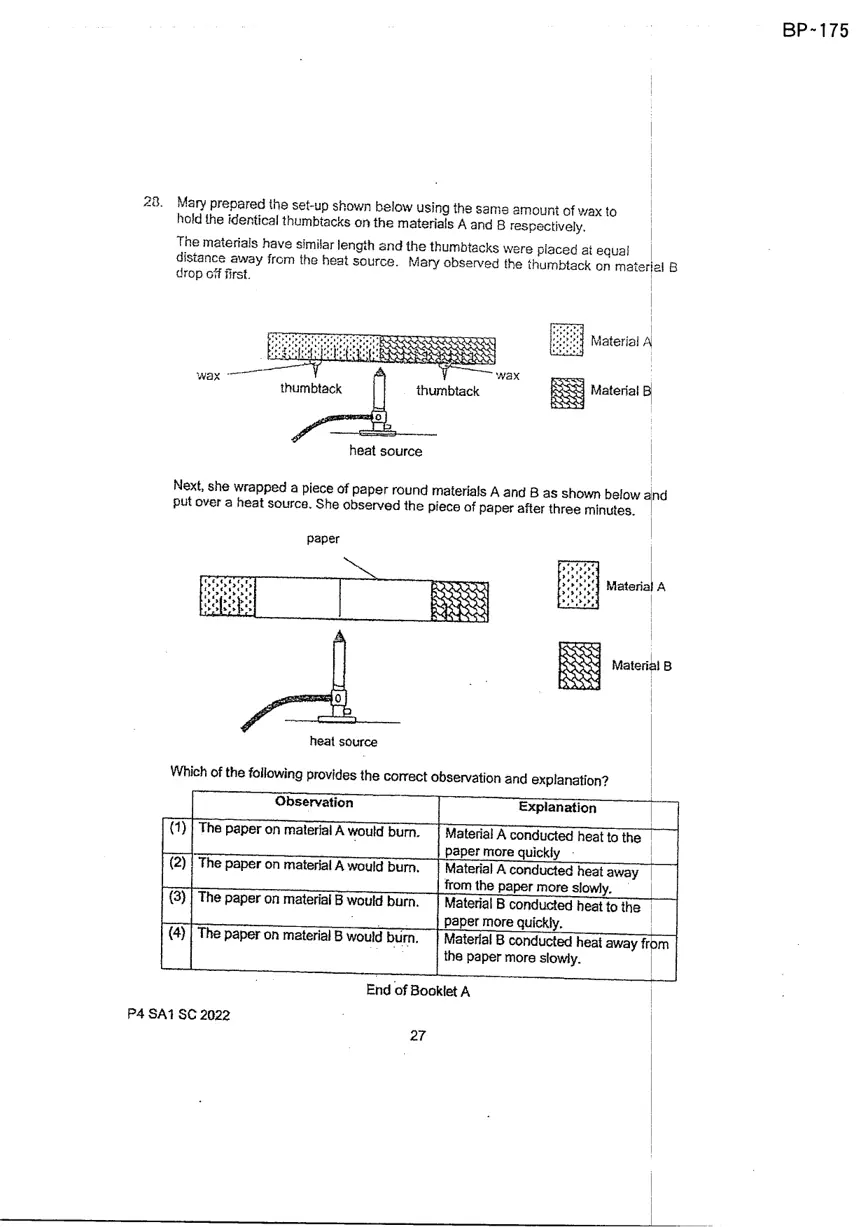 BP-175
28. Mary prepared the set-up shown below using the same amount of wax to
hold the identical thumbtacks on the materials A and B respectively.
The materials have similar length and the thumbtacks were placed at equal
distance away from the heat source. Mary observed the thumbtack on material B
drop off first.
Material A
wax
thumbtack
thumbtack
wax
Material B
heat source
Next, she wrapped a piece of paper round materials A and B as shown below and
put over a heat source. She observed the piece of paper after three minutes.
paper
Material A
Material B
heat source
Which of the following provides the correct observation and explanation?
Observation Explanation
(1) The paper on material A would burn. Material A conducted heat to the
paper more quickly
(2) The paper on material A would burn. Material A conducted heat away
from the paper more slowly.
(3) The paper on material B would burn. Material B conducted heat to the
paper more quickly.
(4) The paper on material B would burn. Material B conducted heat away from
the paper more slowly.
End of Booklet A
P4 SA1 SC 2022
27